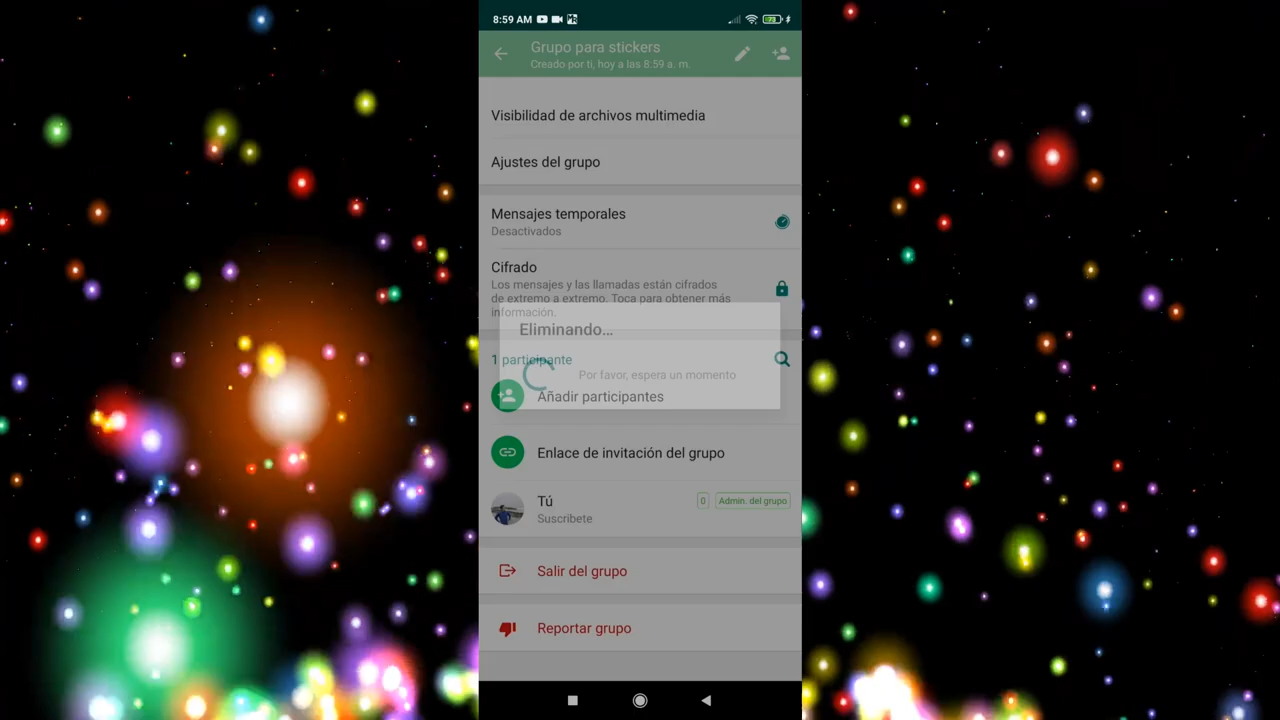 8:59 AM
73
Grupo para stickers
Creado por ti, hoy a las 8:59 a. m.
Visibilidad de archivos multimedia
Ajustes del grupo
Mensajes temporales
Desactivados
Cifrado
Los mensajes y las llamadas están cifrados
de extremo a extremo. Toca para obtener más
información.
Eliminando...
1 participante
Por favor, espera un momento
Añadir participantes
Enlace de invitación del grupo
Tú
0
Admin. del grupo
Suscribete
Salir del grupo
Reportar grupo